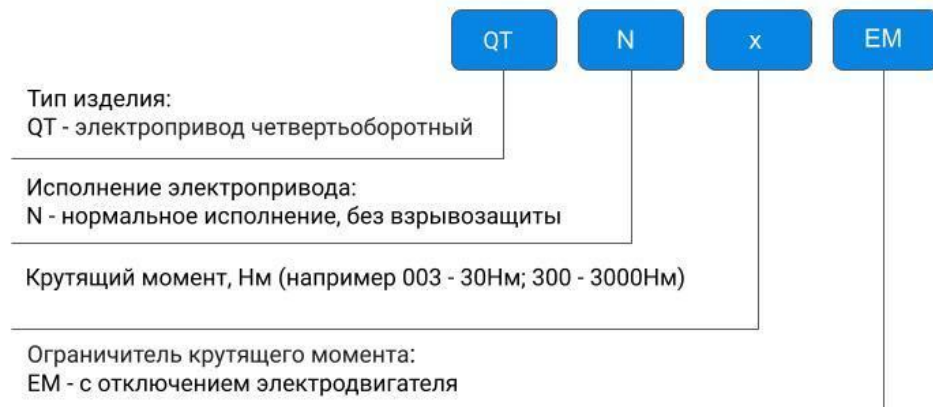 QT N x EM
Тип изделия:
QT - электропривод четвертьоборотный
Исполнение электропривода:
N - нормальное исполнение, без взрывозащиты
Крутящий момент, Нм (например 003 - 30Нм; 300 - 3000Нм)
Ограничитель крутящего момента:
EM - с отключением электродвигателя